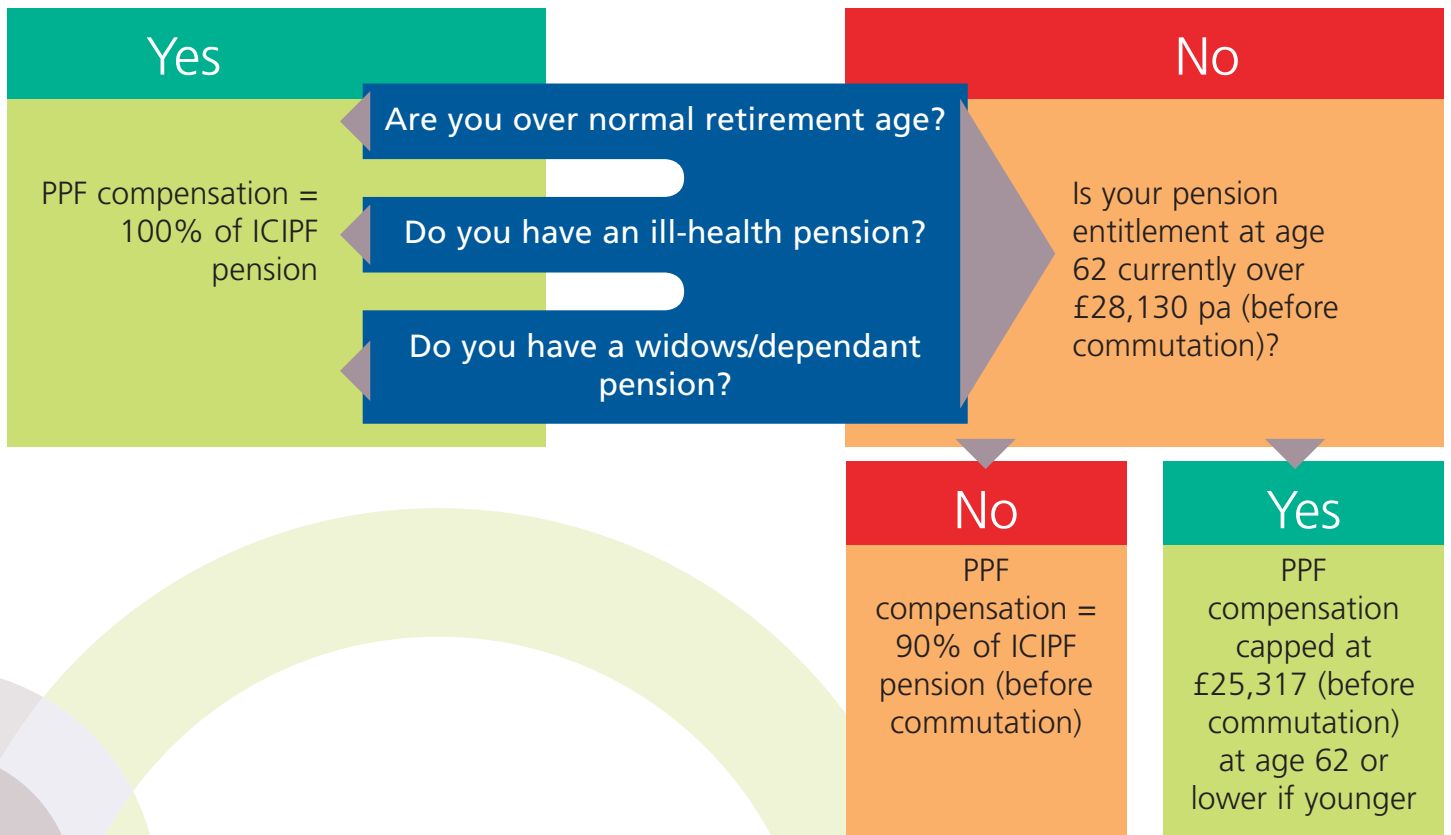 Yes
No
Are you over normal retirement age?
Do you have an ill-health pension?
Do you have a widows/dependant
pension?
PPF compensation =
100% of ICIPF
pension
Is your pension
entitlement at age
62 currently over
£28,130 pa (before
commutation)?
No
PPF
compensation =
90% of ICIPF
pension (before
commutation)
Yes
PPF
compensation
capped at
£25,317 (before
commutation)
at age 62 or
lower if younger